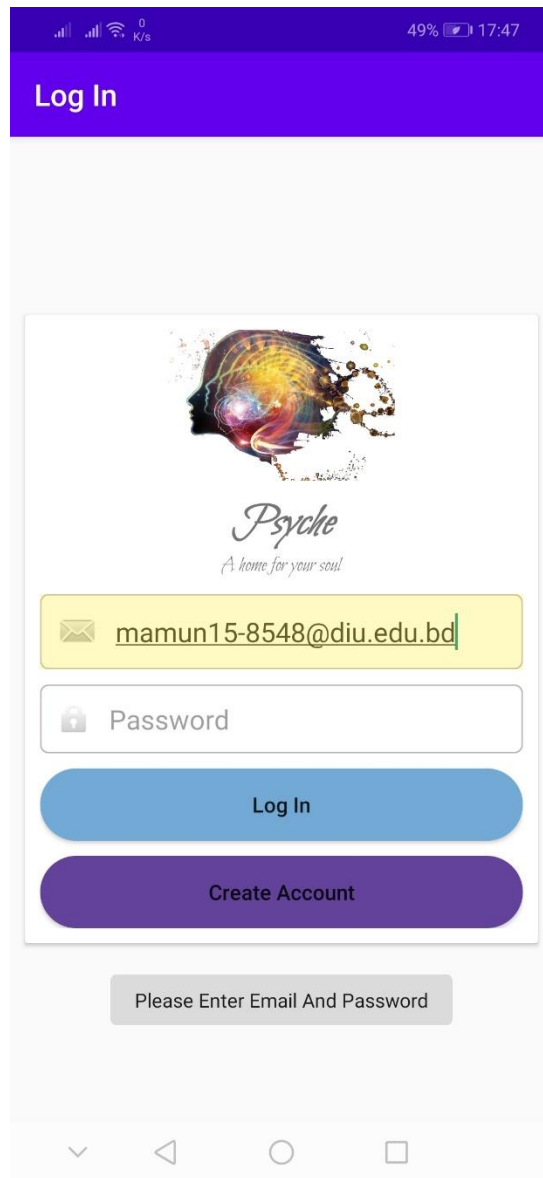 0
K/s
49% 17:47
Log In
Psyche
A home for your soul
mamun15-8548@diu.edu.bd
Password
Log In
Create Account
Please Enter Email And Password